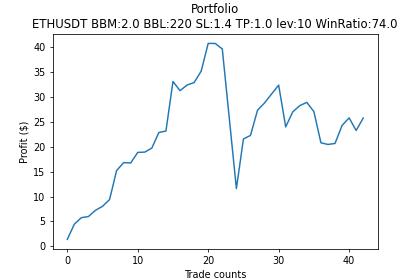 Portfolio
ETHUSDT BBM:2.0 BBL:220 SL:1.4 TP:1.0 lev:10 WinRatio:74.0
40
35
30
25
20
15
10
5
0
Profit ($)
0 10 20 30 40
Trade counts